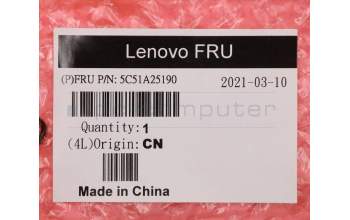 Lenovo FRU
(P)FRU P/N: 5C51A25190 2021-03-10
Quantity: 1
(4L)Origin: CN
Made in China